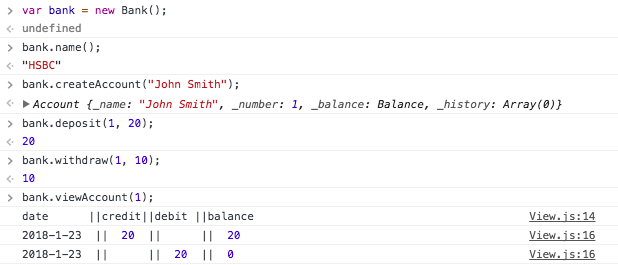 var bank = new Bank();
undefined
bank.name();
"HSBC"
bank.createAccount("John Smith");
Account {_name: "John Smith", _number: 1, _balance: Balance, _history: Array(0)}
bank.deposit(1, 20);
20
bank.withdraw(1, 10);
10
bank.viewAccount(1);
date ||credit||debit ||balance View.js:14
2018-1-23 || 20 || || 20 View.js:16
2018-1-23 || || 20 || 0 View.js:16